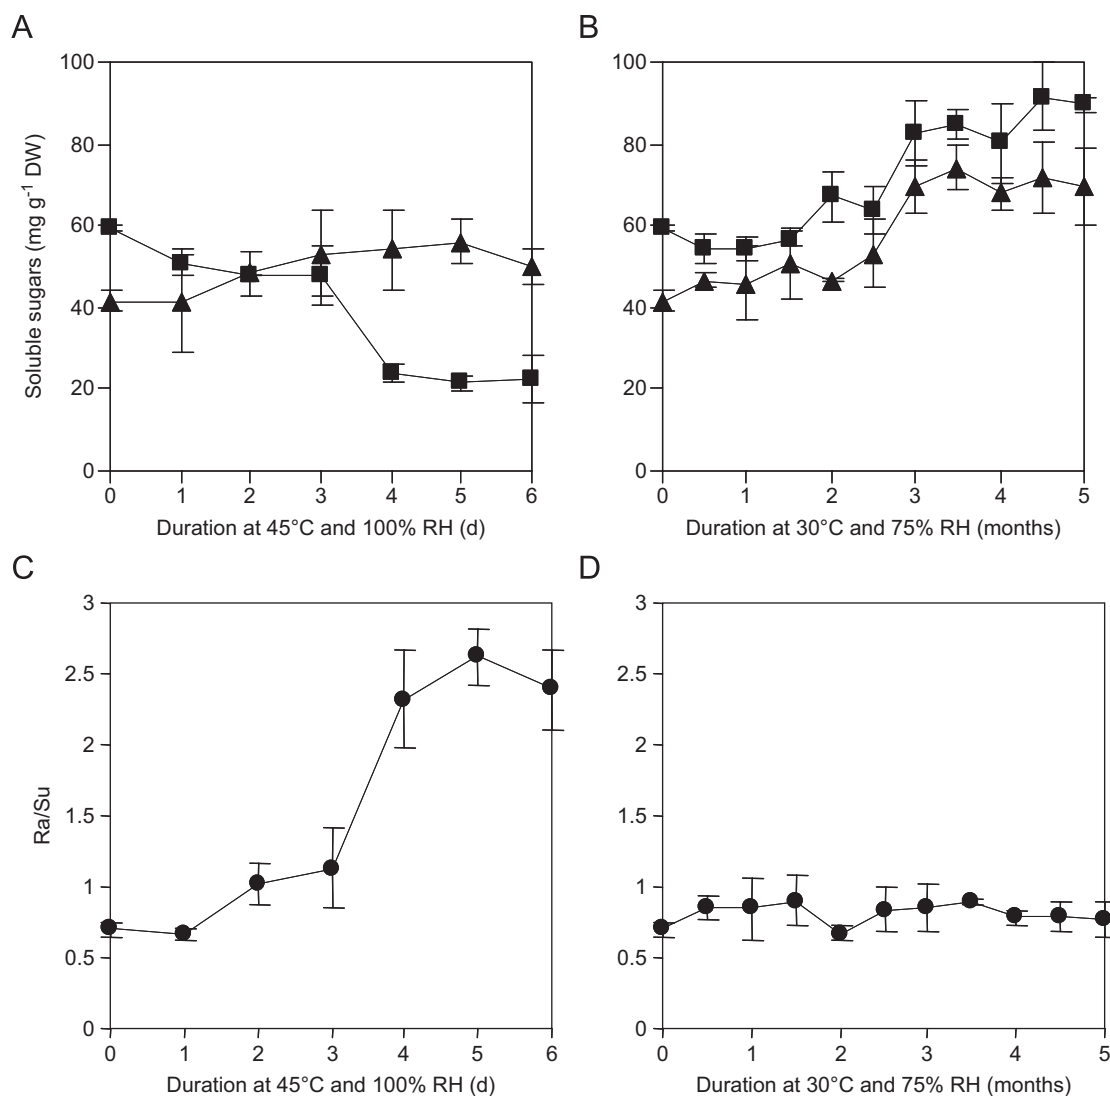 A
B
100
80
60
40
20
0
Soluble sugars (mg g-1 DW)
0 1 2 3 4 5 6
Duration at 45°C and 100% RH (d)
100
80
60
40
20
0
0 1 2 3 4 5
Duration at 30°C and 75% RH (months)
C
D
3
2.5
2
1.5
1
0.5
0
Ra/Su
0 1 2 3 4 5 6
Duration at 45°C and 100% RH (d)
3
2.5
2
1.5
1
0.5
0
0 1 2 3 4 5
Duration at 30°C and 75% RH (months)